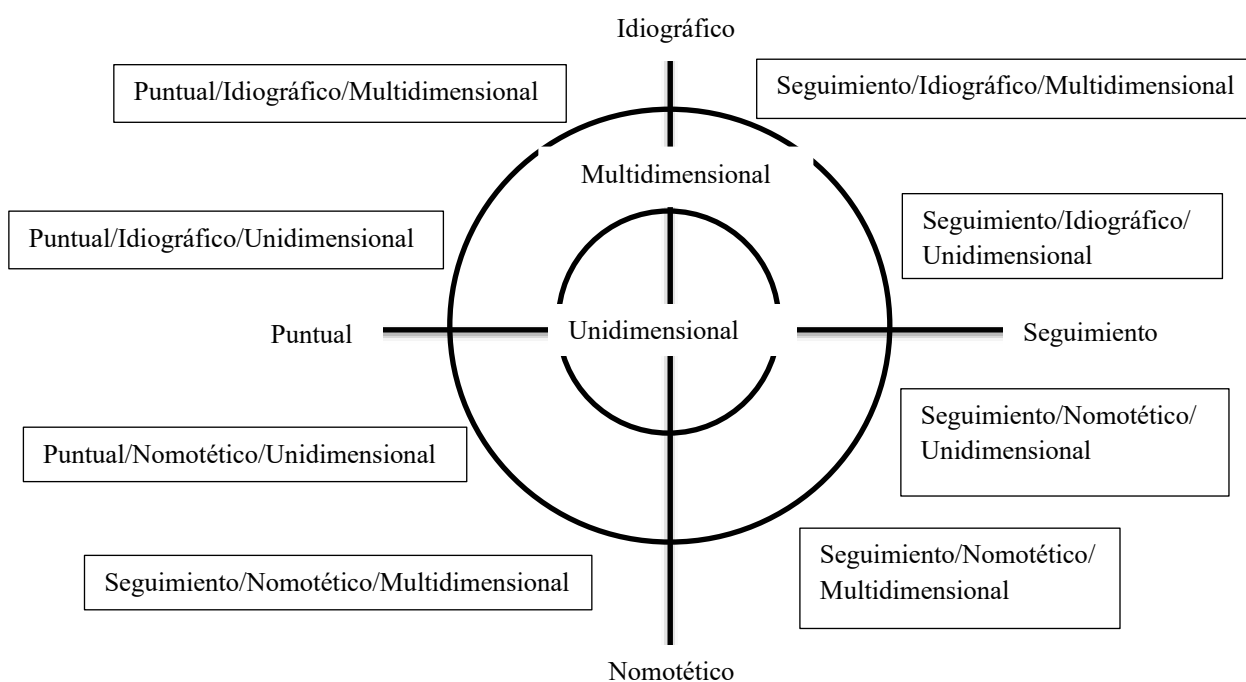 Idiográfico
Puntual/Idiográfico/Multidimensional
Seguimiento/Idiográfico/Multidimensional
Multidimensional
Puntual/Idiográfico/Unidimensional
Seguimiento/Idiográfico/
Unidimensional
Puntual
Unidimensional
Seguimiento
Puntual/Nomotético/Unidimensional
Seguimiento/Nomotético/
Unidimensional
Seguimiento/Nomotético/Multidimensional
Seguimiento/Nomotético/
Multidimensional
Nomotético